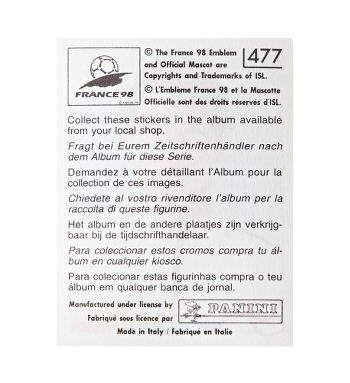 © The France 98 Emblem
and Official Mascot are
Copyrights and Trademarks of ISL.
477
© L'Emblème France 98 et la Mascotte
Officielle sont des droits réservés d'ISL.
FRANCE 98
Collect these stickers in the album available
from your local shop.
Fragt bei Eurem Zeitschriftenhändler nach
dem Album für diese Serie.
Demandez à votre détaillant l'Album pour la
collection de ces images.
Chiedete al vostro rivenditore l'album per la
raccolta di queste figurine.
Het album en de andere plaatjes zijn verkrijg-
baar bij de tijdschrifthandelaar.
Para coleccionar estos cromos compra tu ál-
bum en cualquier kiosco.
Para colecionar estas figurinhas compra o teu
álbum em qualquer banca de jornal.
Manufactured under license by
Fabriqué sous licence par
PANINI
Made in Italy / Fabriqué en Italie